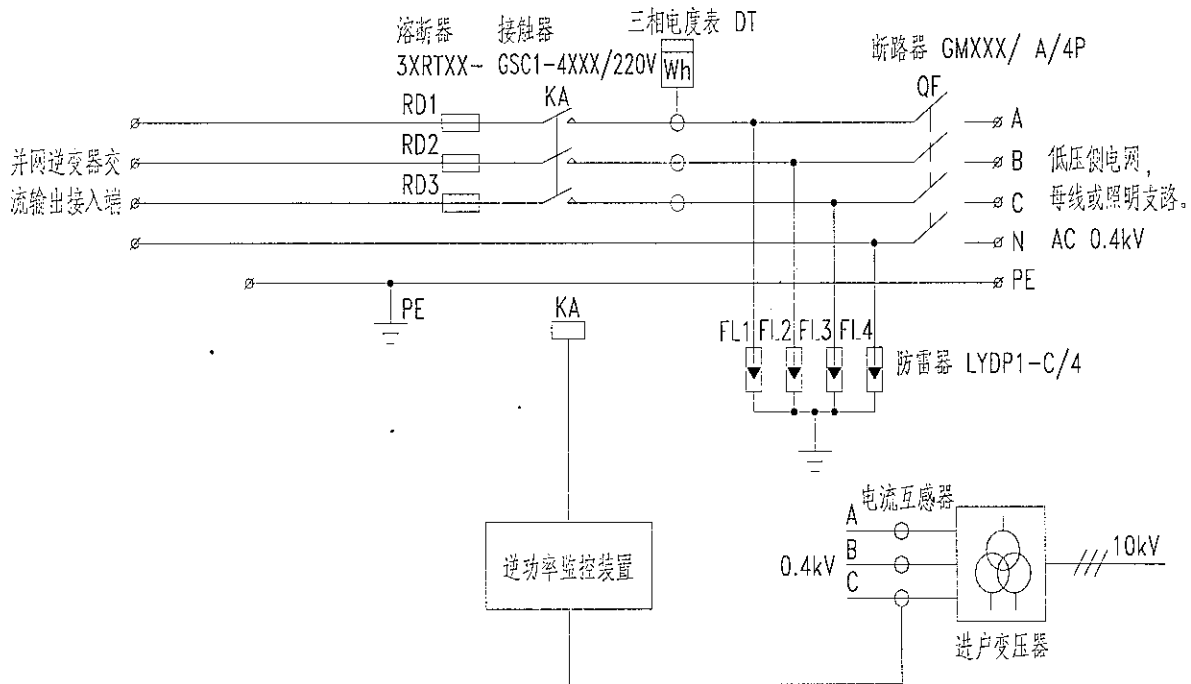 三相电度表 DT
溶断器 接触器
3XRTXX- GSC1-4XXX/220V
Wh
断路器 GMXXX/ A/4P
KA
QF
RD1
A
并网逆变器交
RD2
B
低压侧电网，
流输出接入端
RD3
C
母线或照明支路。
N
AC 0.4kV
PE
PE
KA
FL1 FL2 FL3 FL4
防雷器 LYDP1-C/4
电流互感器
A
B
C
0.4kV
10kV
逆功率监控装置
进户变压器